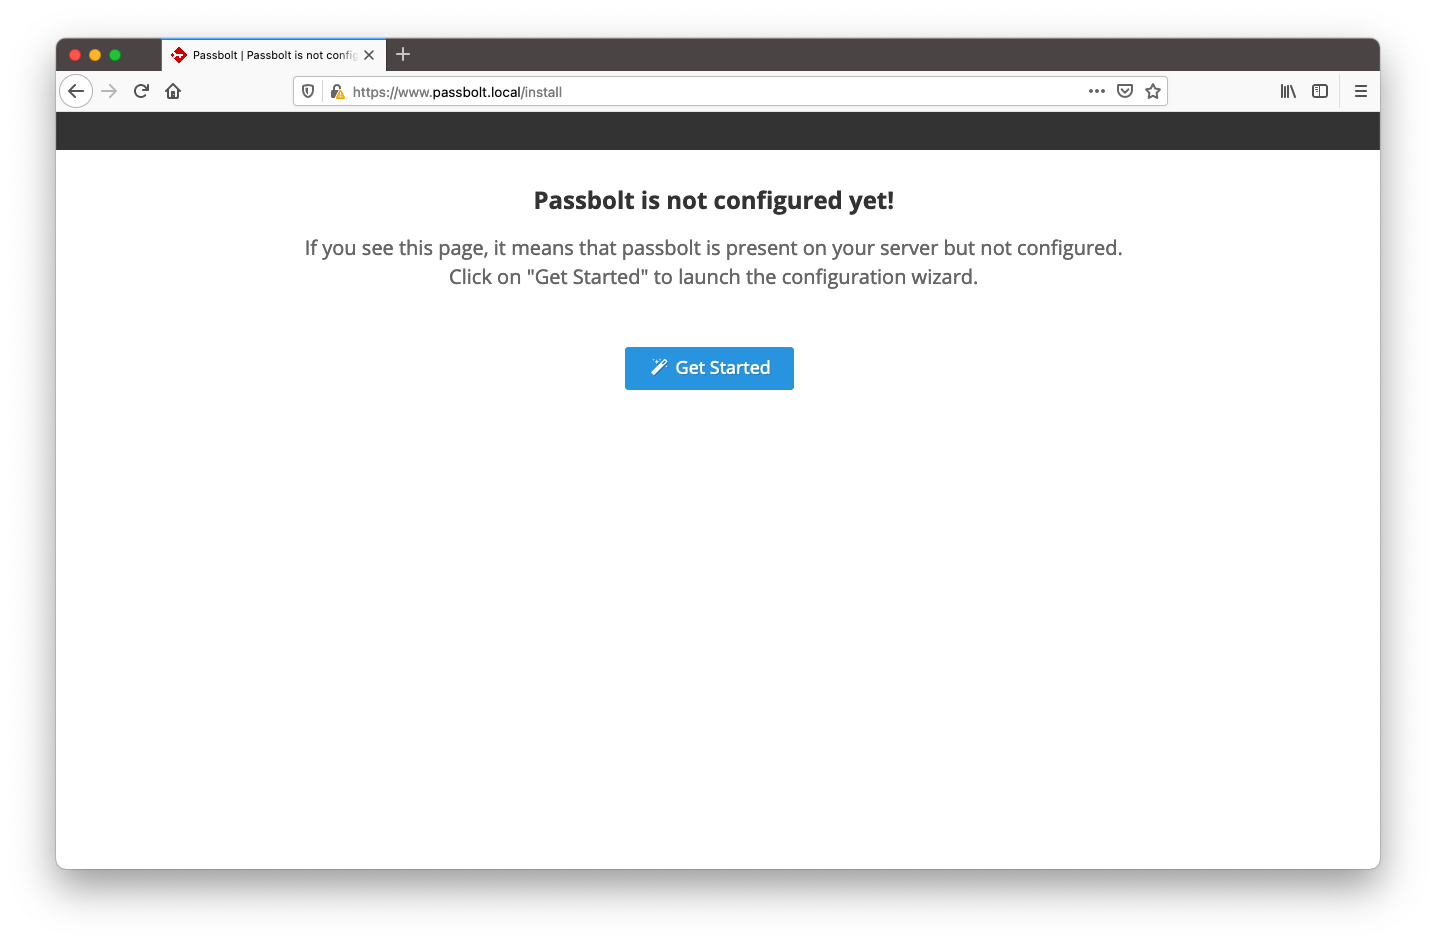 Passbolt | Passbolt is not config
https://www.passbolt.local/install
Passbolt is not configured yet!
If you see this page, it means that passbolt is present on your server but not configured.
Click on "Get Started" to launch the configuration wizard.
Get Started